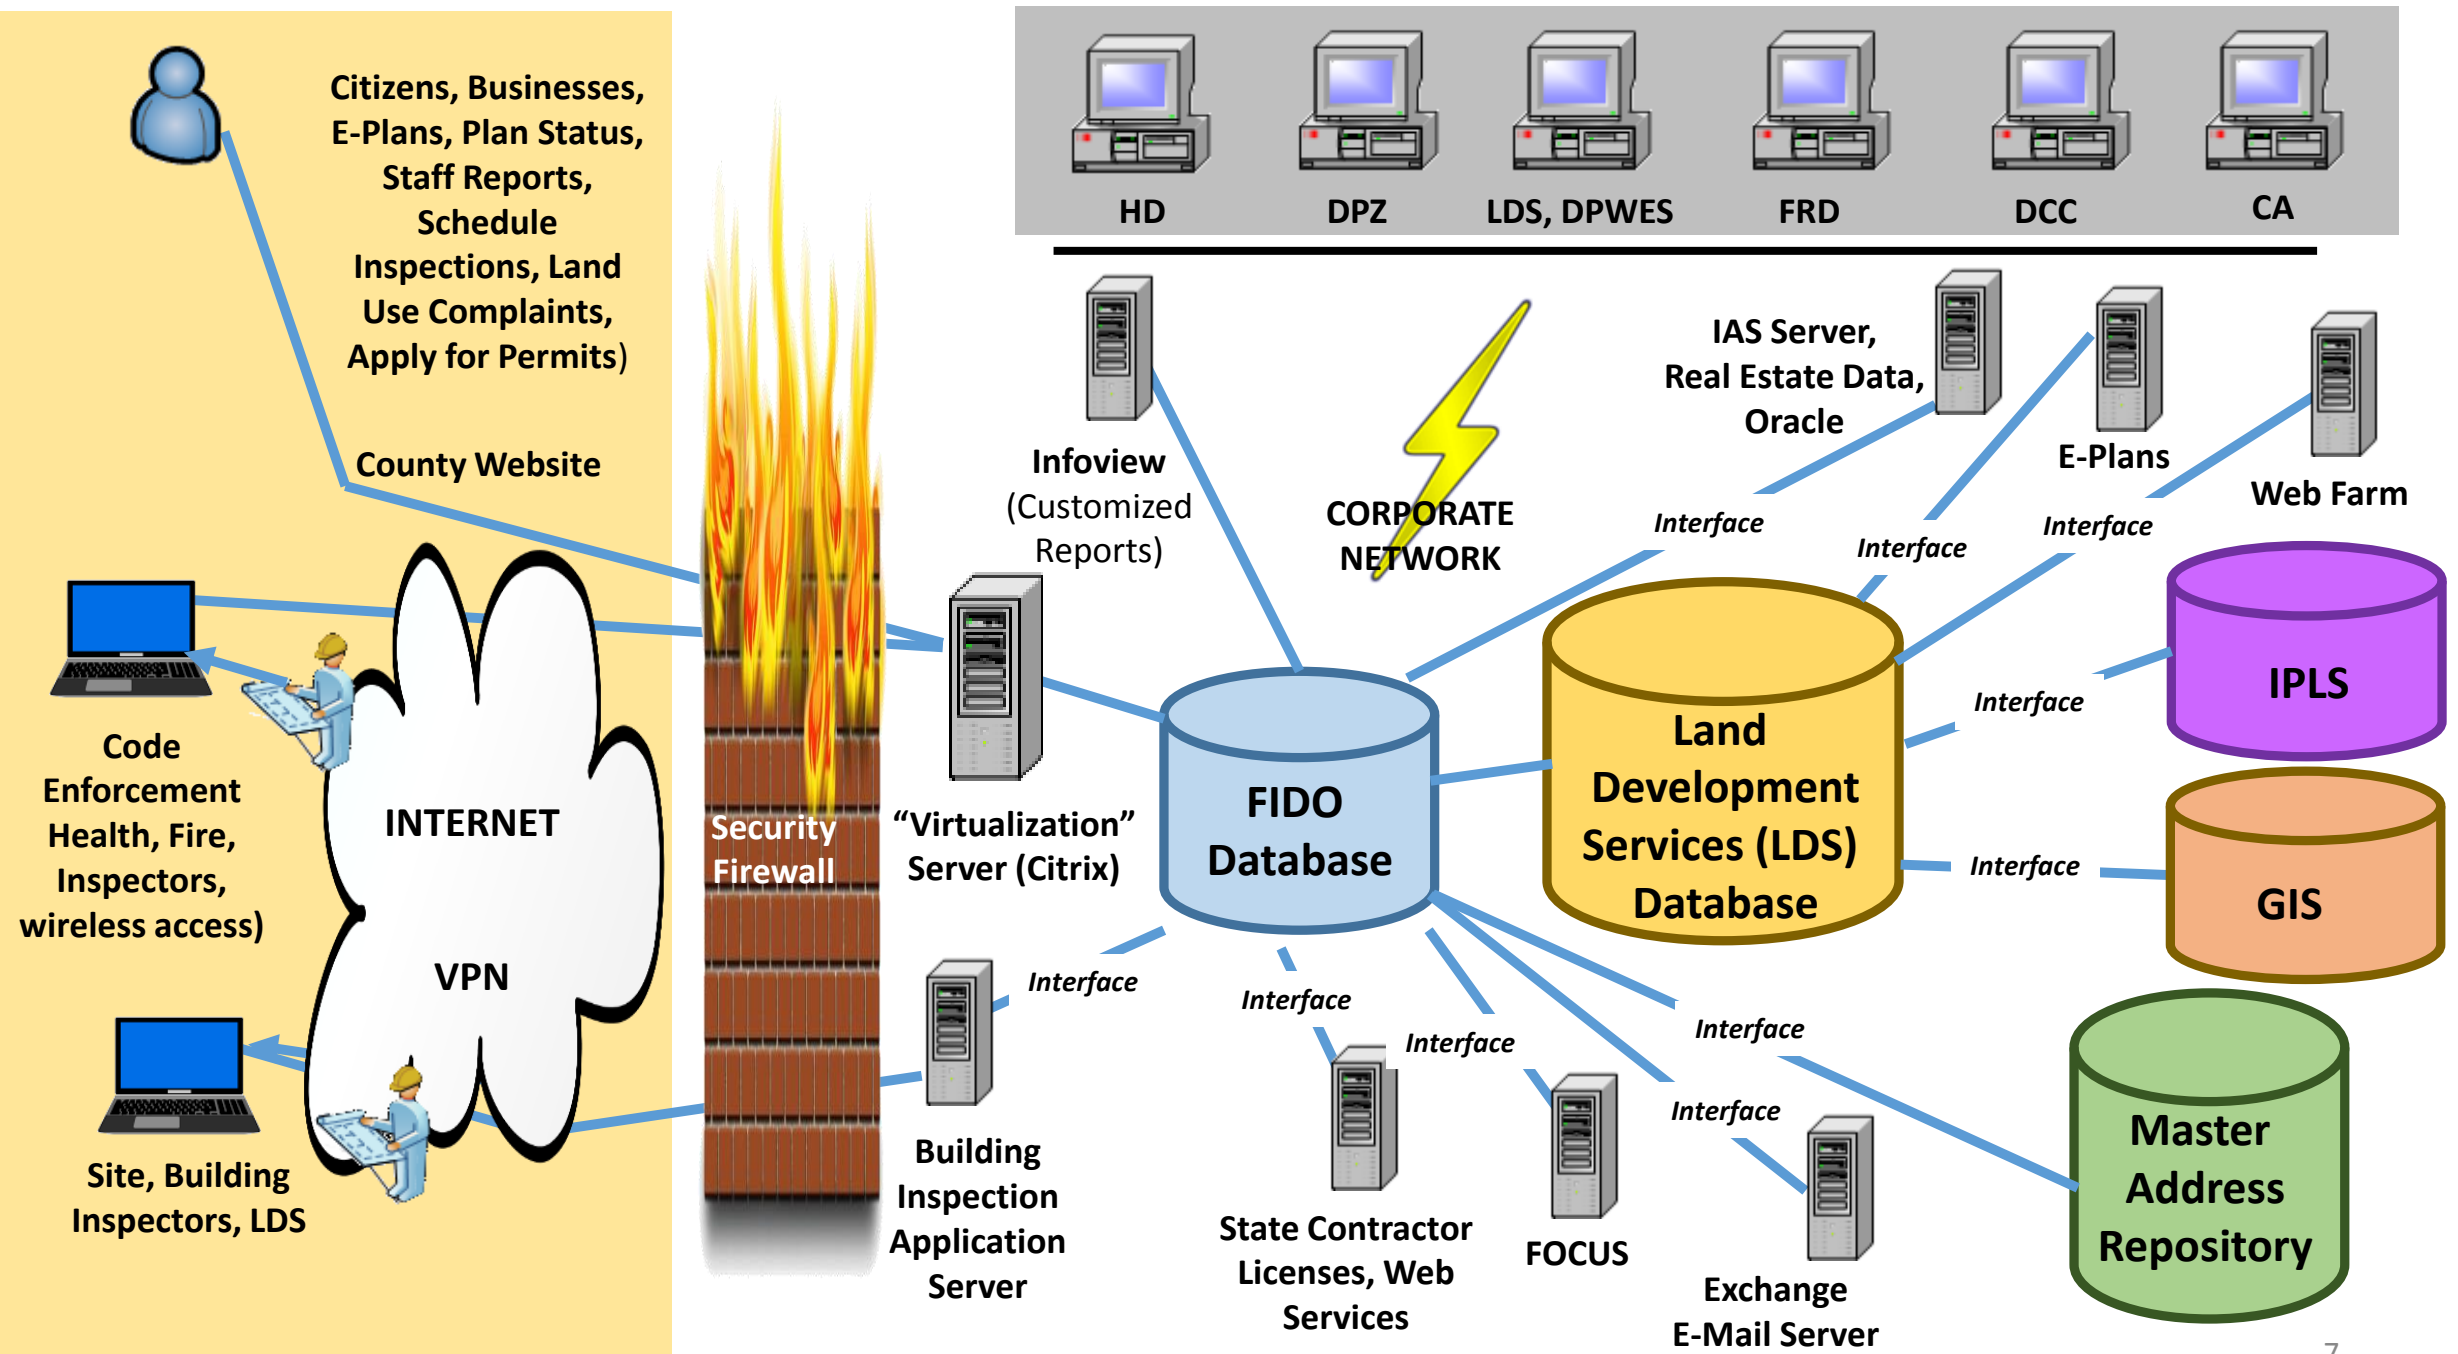 Citizens, Businesses,
E-Plans, Plan Status,
Staff Reports,
Schedule
Inspections, Land
Use Complaints,
Apply for Permits)
County Website
INTERNET
VPN
Code
Enforcement
Health, Fire,
Inspectors,
wireless access)
Site, Building
Inspectors, LDS
Security
Firewall
HD
DPZ
LDS, DPWES
FRD
DCC
CA
Infoview
(Customized
Reports)
CORPORATE
NETWORK
IAS Server,
Real Estate Data,
Oracle
E-Plans
Web Farm
Interface
Interface
Interface
"Virtualization"
Server (Citrix)
FIDO
Database
Land
Development
Services (LDS)
Database
Interface
IPLS
Interface
GIS
Interface
Building
Inspection
Application
Server
Interface
State Contractor
Licenses, Web
Services
Interface
FOCUS
Interface
Exchange
E-Mail Server
Interface
Master
Address
Repository